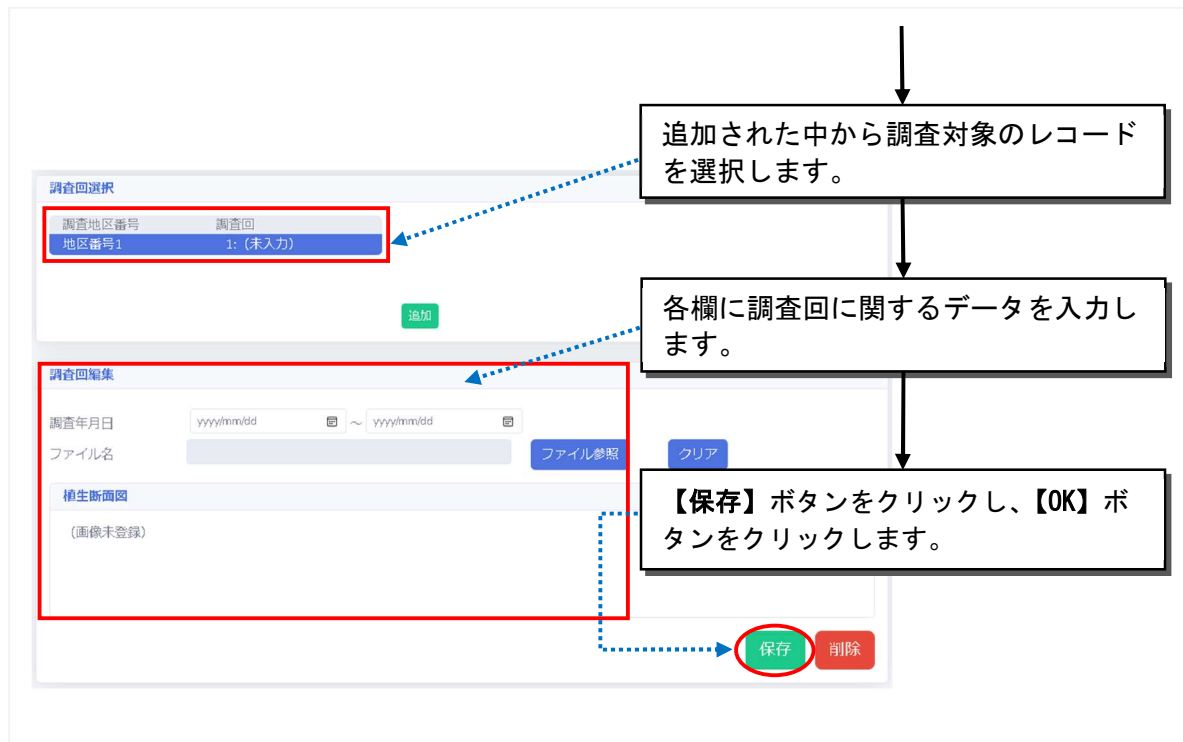 追加された中から調査対象のレコード
を選択します。
調査回選択
調査地区番号 調査回
地区番号1 1:（未入力）
追加
各欄に調査回に関するデータを入力し
ます。
調査回編集
調査年月日 yyyy/mm/dd ～ yyyy/mm/dd
ファイル名 ファイル参照 クリア
植生断面図
（画像未登録）
【保存】ボタンをクリックし、【OK】ボ
タンをクリックします。
保存 削除